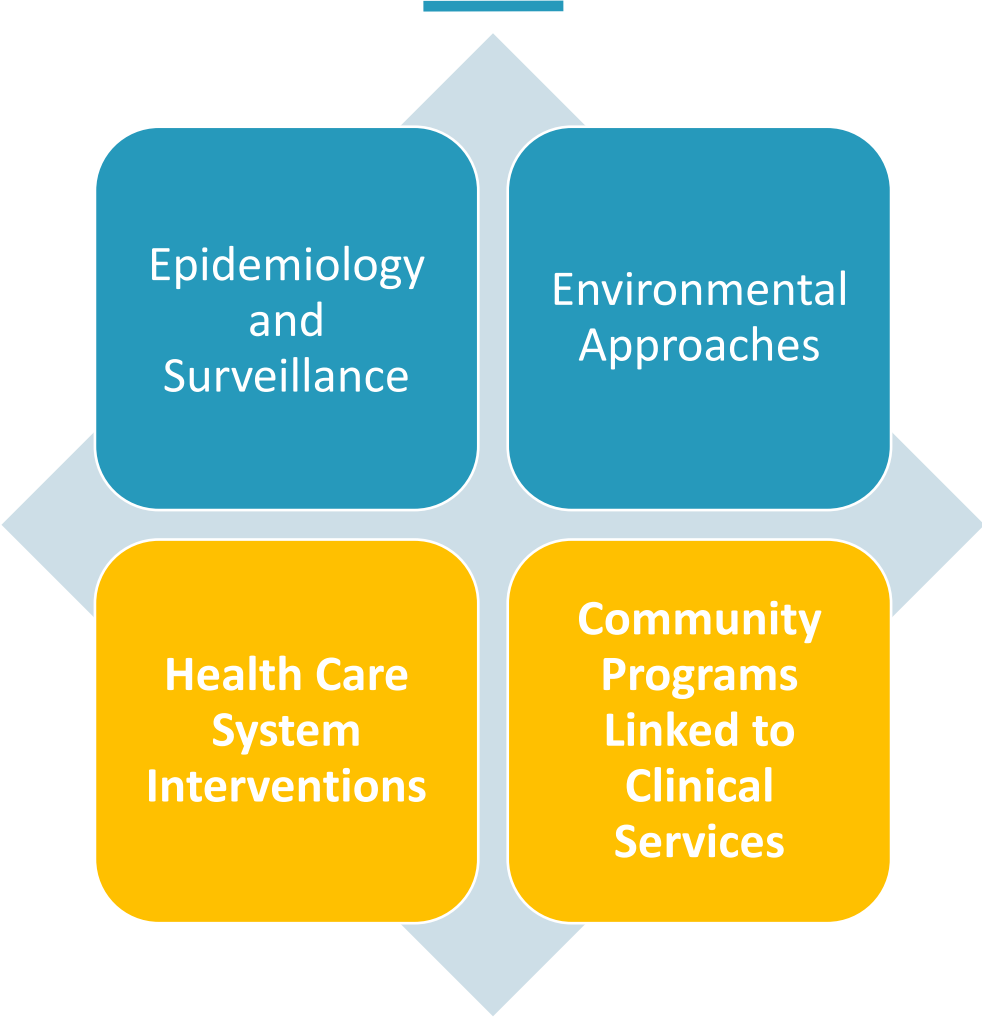 Epidemiology
and
Surveillance
Environmental
Approaches
Health Care
System
Interventions
Community
Programs
Linked to
Clinical
Services